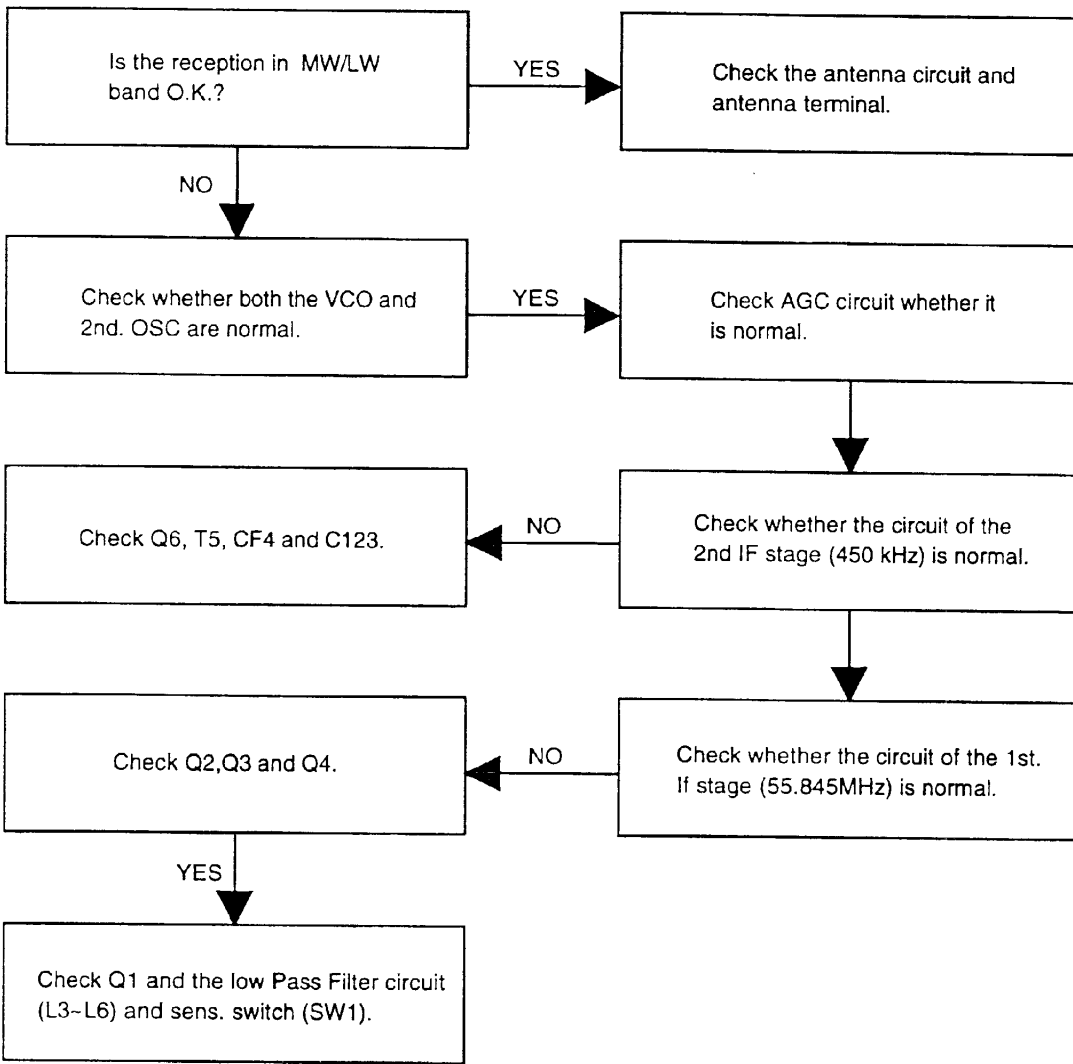 Is the reception in MW/LW
band O.K.?
YES
Check the antenna circuit and
antenna terminal.
NO
Check whether both the VCO and
2nd. OSC are normal.
YES
Check AGC circuit whether it
is normal.
Check Q6, T5, CF4 and C123.
NO
Check whether the circuit of the
2nd IF stage (450 kHz) is normal.
Check Q2,Q3 and Q4.
NO
Check whether the circuit of the 1st.
If stage (55.845MHz) is normal.
YES
Check Q1 and the low Pass Filter circuit
(L3~L6) and sens. switch (SW1).